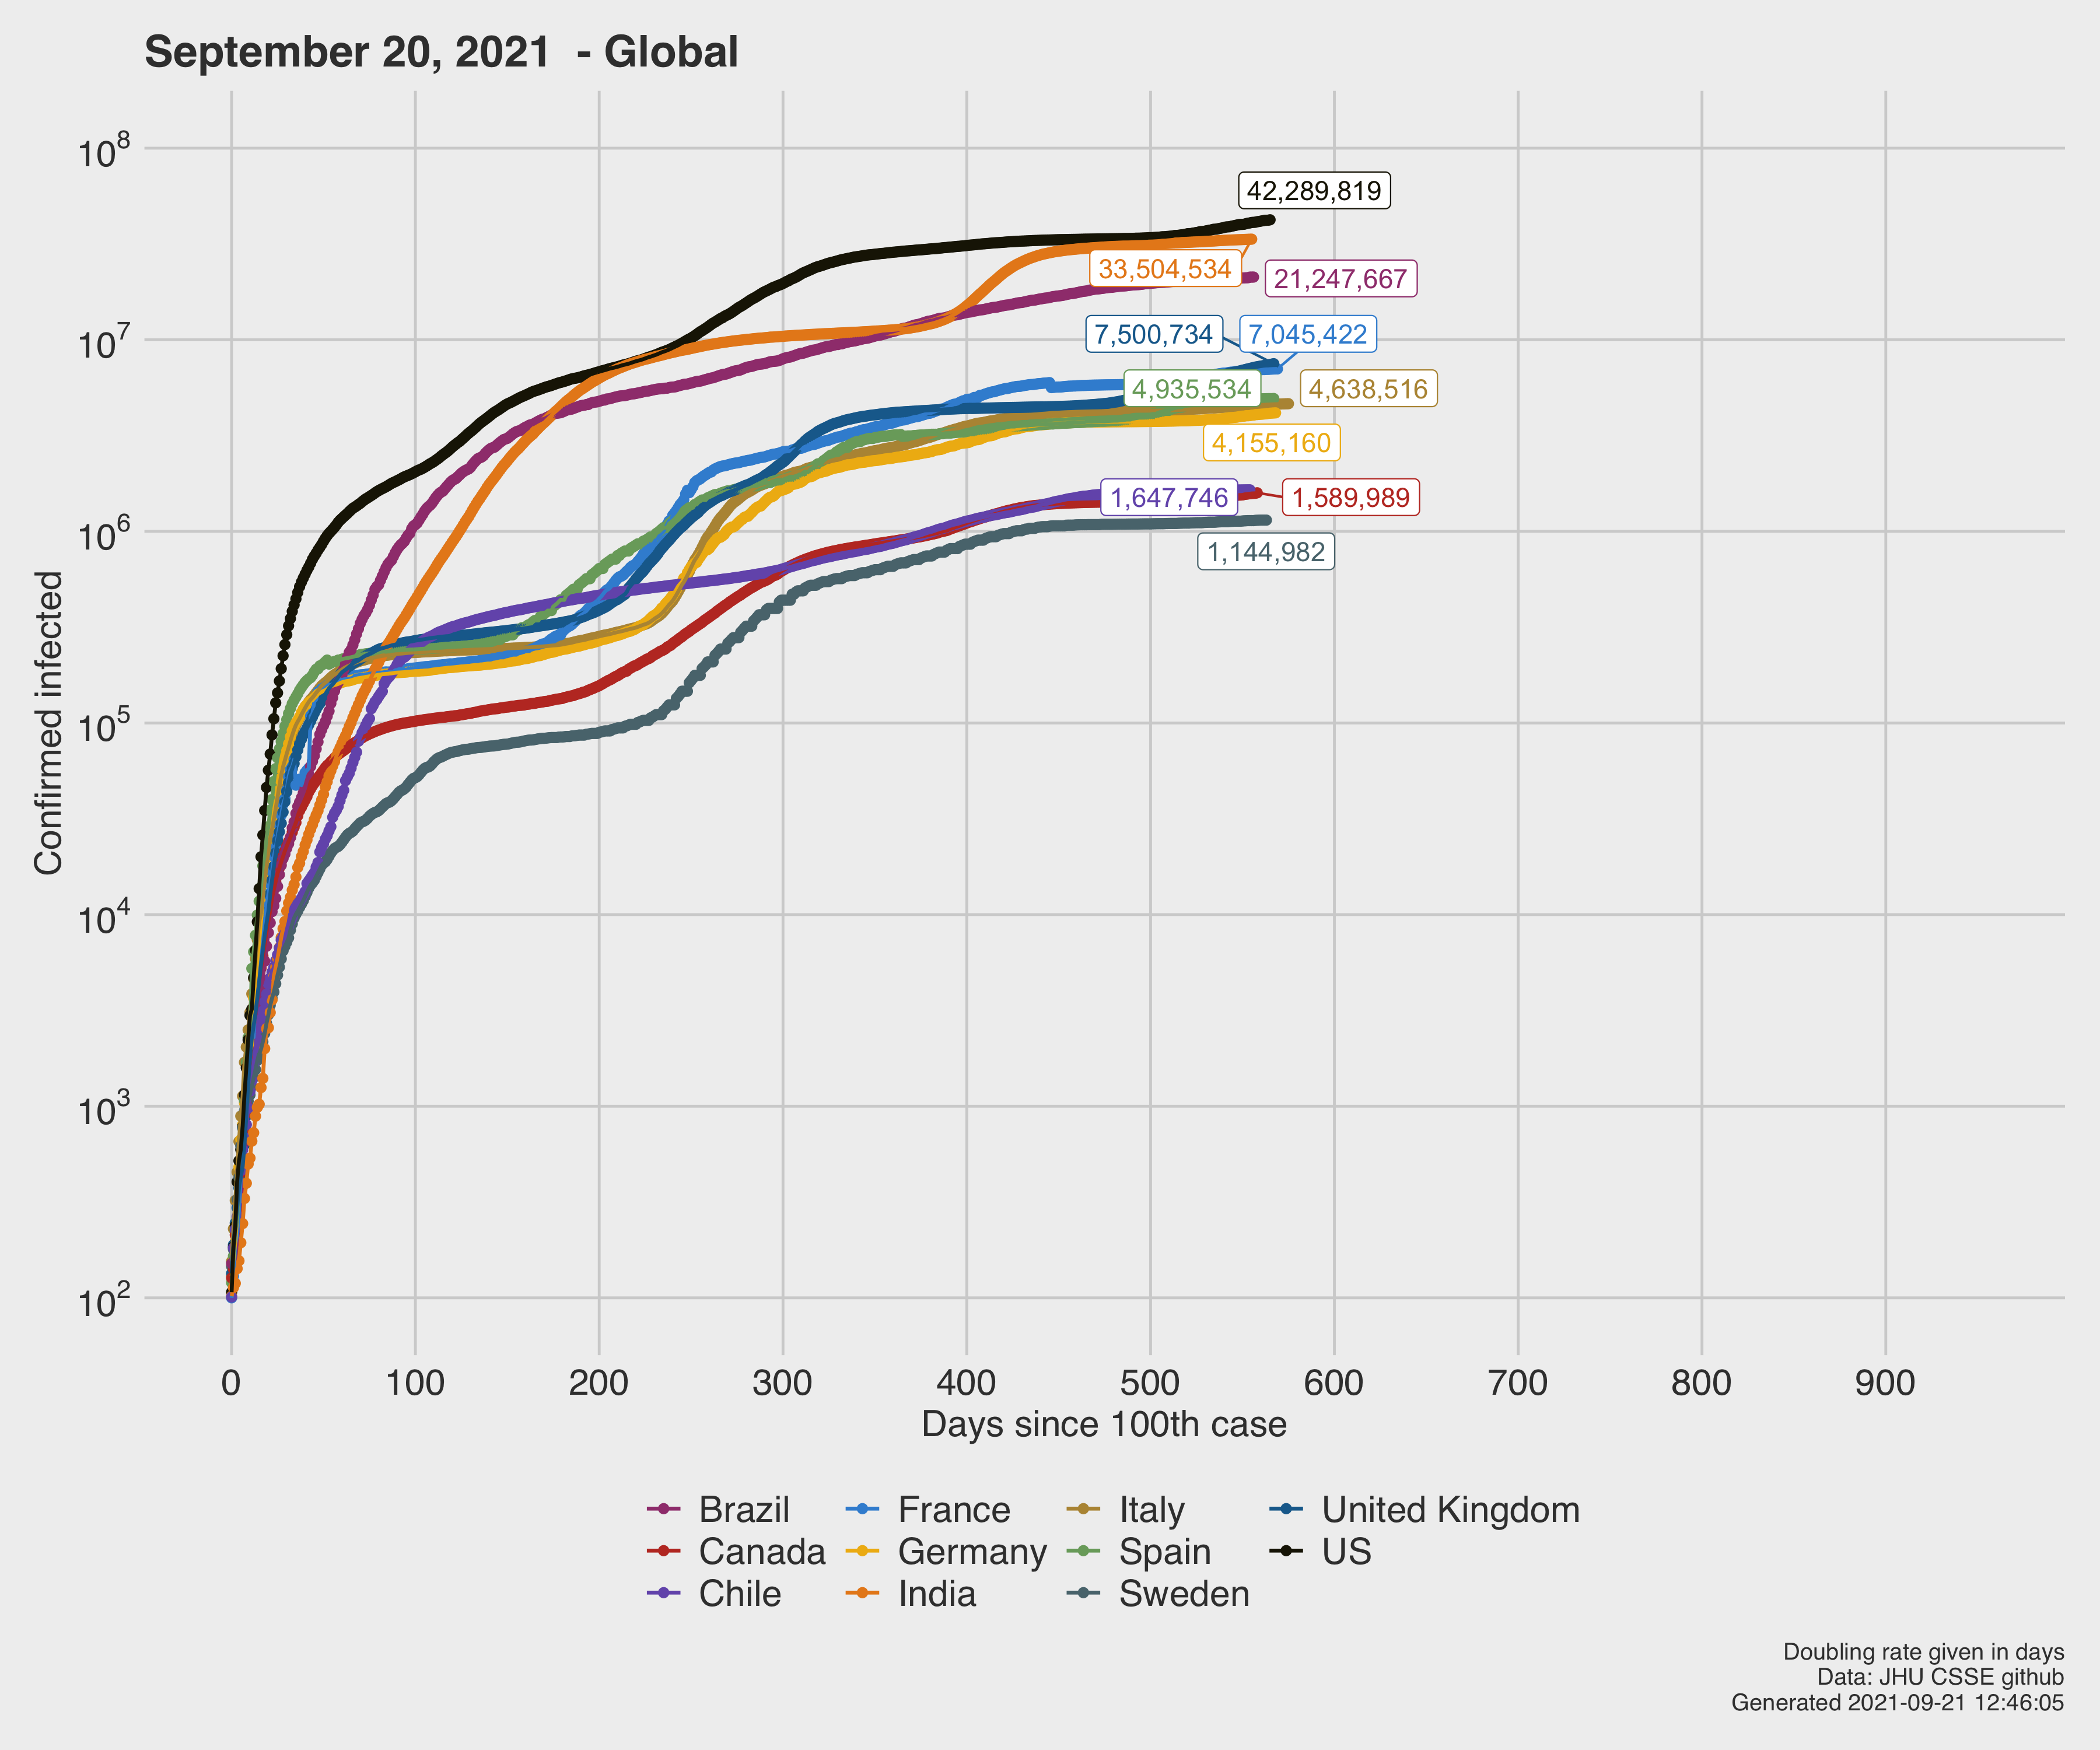 September 20, 2021  - Global
10^8
10^7
10^6
10^5
10^4
10^3
10^2
Confirmed infected
42,289,819
33,504,534
21,247,667
7,500,734
7,045,422
4,935,534
4,638,516
4,155,160
1,647,746
1,589,989
1,144,982
0 100 200 300 400 500 600 700 800 900
Days since 100th case
Brazil France Italy United Kingdom
Canada Germany Spain US
Chile India Sweden
Doubling rate given in days
Data: JHU CSSE github
Generated 2021-09-21 12:46:05